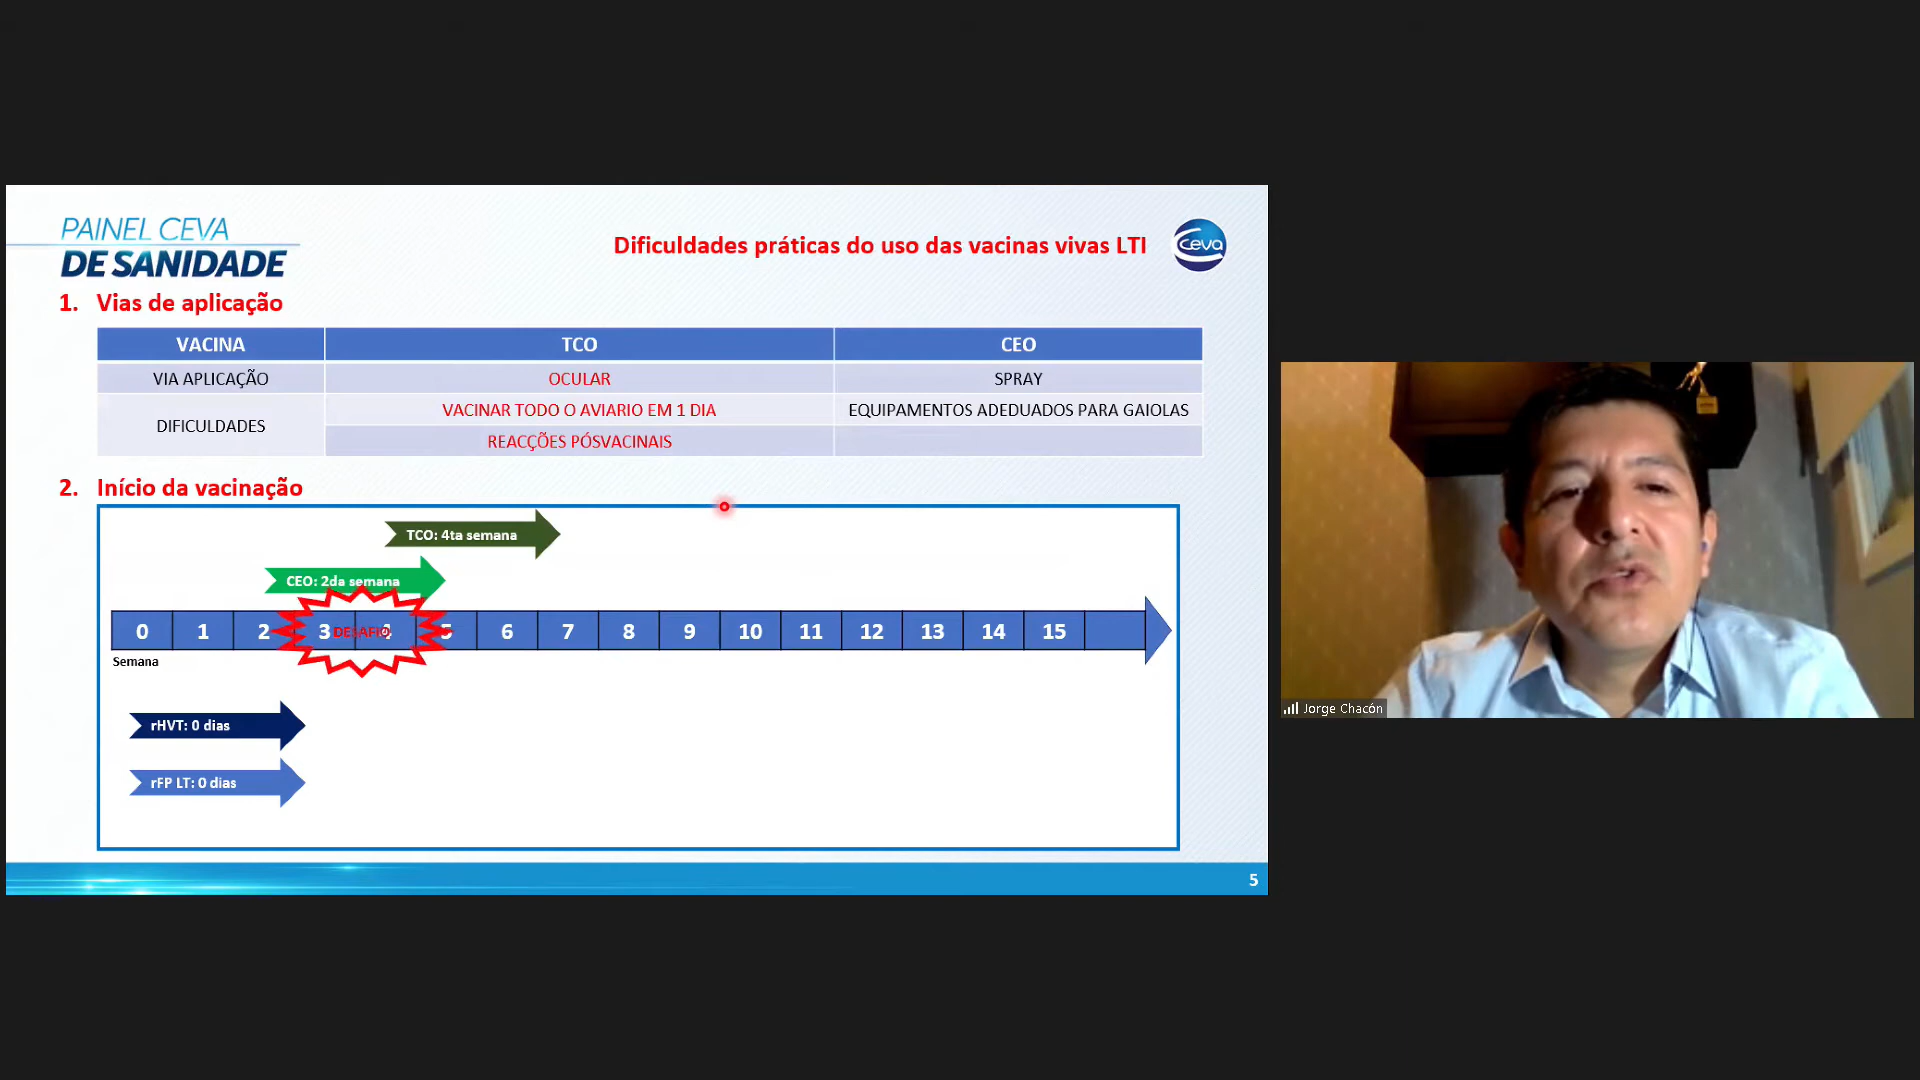 PAINEL CEVA
DE SANIDADE
Dificuldades práticas do uso das vacinas vivas LTI
ceva
1. Vias de aplicação
VACINA TCO CEO
VIA APLICAÇÃO OCULAR SPRAY
DIFICULDADES VACINAR TODO O AVIARIO EM 1 DIA EQUIPAMENTOS ADEDUADOS PARA GAIOLAS
REACÇÕES PÓSVACINAIS
2. Início da vacinação
TCO: 4ta semana
CEO: 2da semana
0 1 2 3 DESAFIO 4 5 6 7 8 9 10 11 12 13 14 15
Semana
rHVT: 0 dias
rFP LT: 0 dias
5
Jorge Chacón